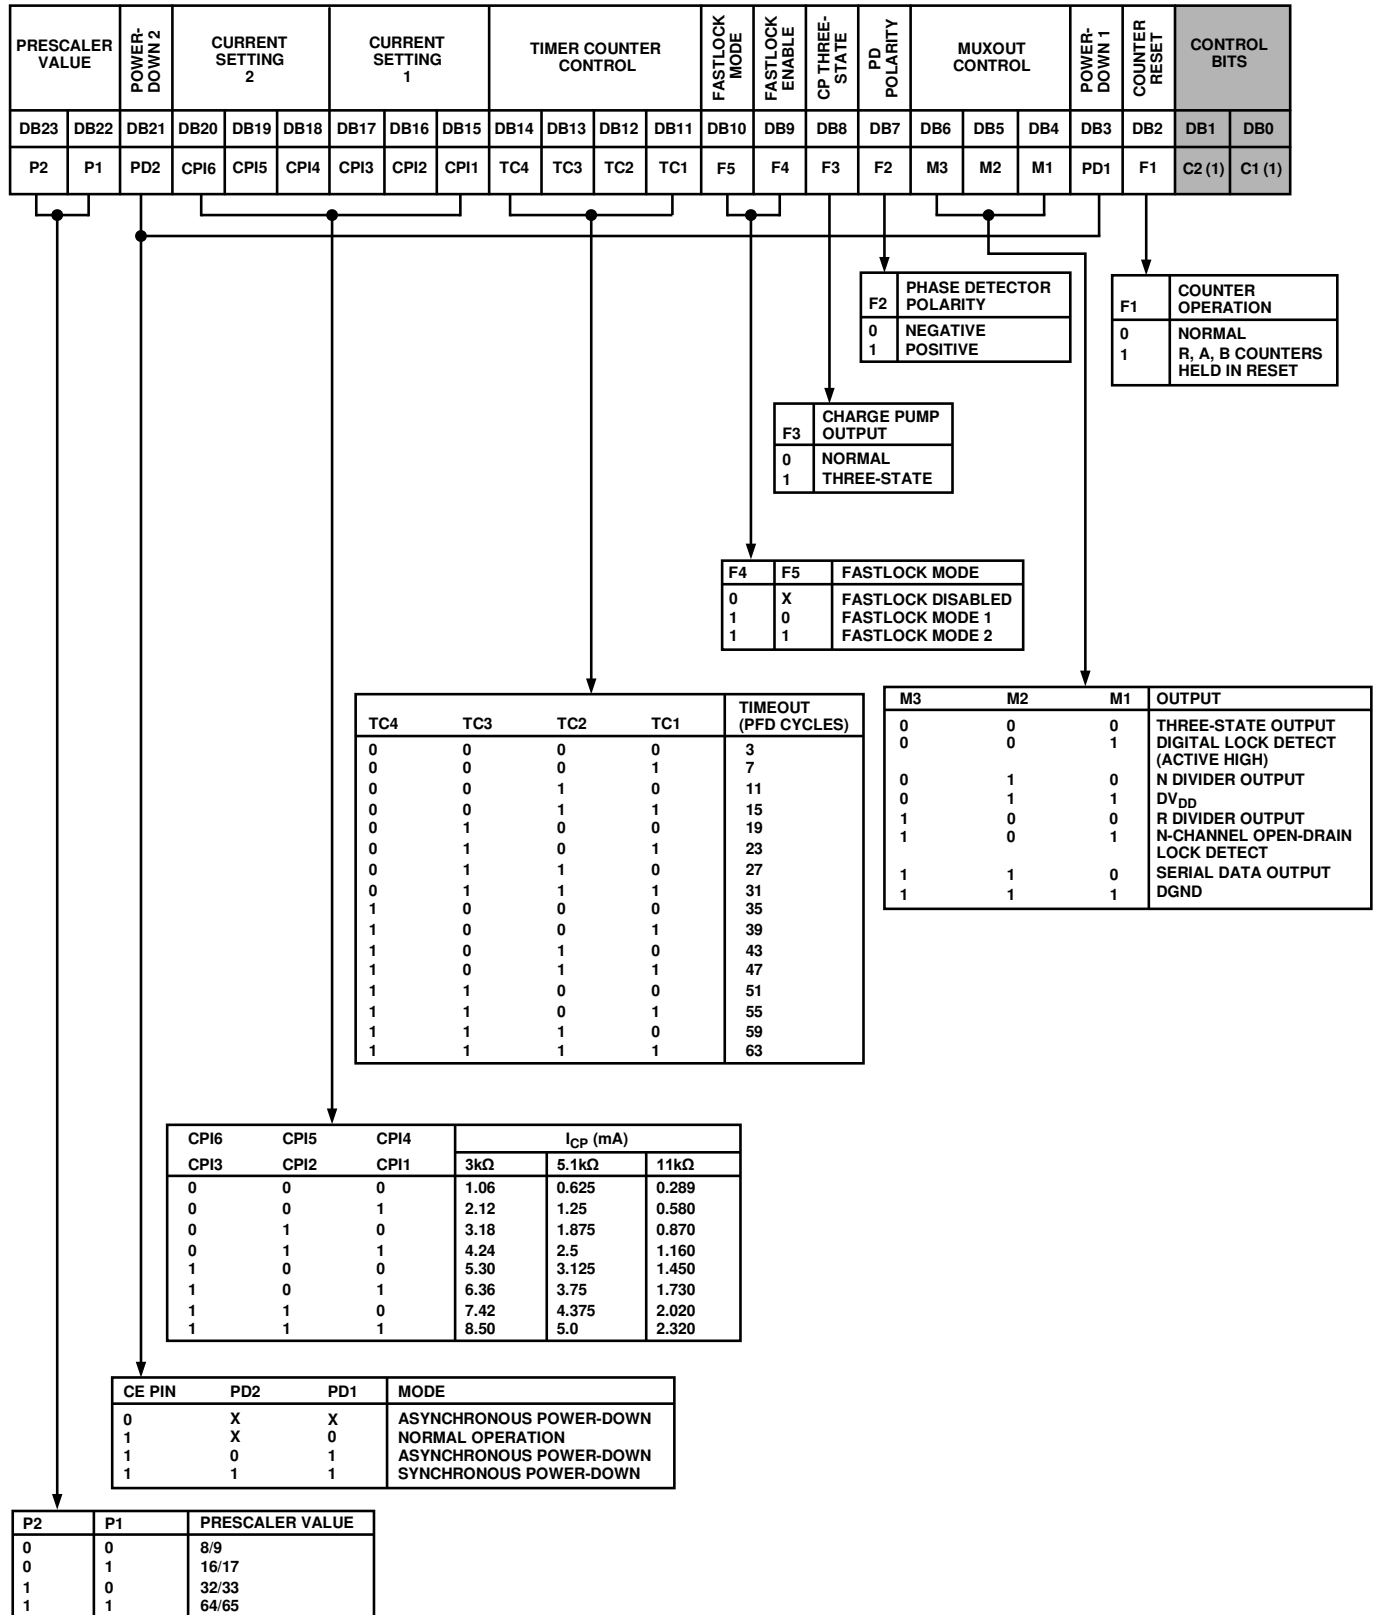 PRESCALER VALUE POWER-DOWN 2 CURRENT SETTING 2 CURRENT SETTING 1 TIMER COUNTER CONTROL FASTLOCK MODE FASTLOCK ENABLE CP THREE-STATE PD POLARITY MUXOUT CONTROL POWER-DOWN 1 COUNTER RESET CONTROL BITS
DB23 DB22 DB21 DB20 DB19 DB18 DB17 DB16 DB15 DB14 DB13 DB12 DB11 DB10 DB9 DB8 DB7 DB6 DB5 DB4 DB3 DB2 DB1 DB0
P2 P1 PD2 CPI6 CPI5 CPI4 CPI3 CPI2 CPI1 TC4 TC3 TC2 TC1 F5 F4 F3 F2 M3 M2 M1 PD1 F1 C2 (1) C1 (1)
F2 PHASE DETECTOR POLARITY
0 NEGATIVE
1 POSITIVE
F1 COUNTER OPERATION
0 NORMAL
1 R, A, B COUNTERS
HELD IN RESET
F3 CHARGE PUMP OUTPUT
0 NORMAL
1 THREE-STATE
F4 F5 FASTLOCK MODE
0 X FASTLOCK DISABLED
1 0 FASTLOCK MODE 1
1 1 FASTLOCK MODE 2
TC4 TC3 TC2 TC1 TIMEOUT (PFD CYCLES)
0 0 0 0 3
0 0 0 1 7
0 0 1 0 11
0 0 1 1 15
0 1 0 0 19
0 1 0 1 23
0 1 1 0 27
0 1 1 1 31
1 0 0 0 35
1 0 0 1 39
1 0 1 0 43
1 0 1 1 47
1 1 0 0 51
1 1 0 1 55
1 1 1 0 59
1 1 1 1 63
M3 M2 M1 OUTPUT
0 0 0 THREE-STATE OUTPUT
0 0 1 DIGITAL LOCK DETECT
(ACTIVE HIGH)
0 1 0 N DIVIDER OUTPUT
0 1 1 DVDD
1 0 0 R DIVIDER OUTPUT
1 0 1 N-CHANNEL OPEN-DRAIN
LOCK DETECT
1 1 0 SERIAL DATA OUTPUT
1 1 1 DGND
CPI6 CPI5 CPI4 ICP (mA)
CPI3 CPI2 CPI1 3kΩ 5.1kΩ 11kΩ
0 0 0 1.06 0.625 0.289
0 0 1 2.12 1.25 0.580
0 1 0 3.18 1.875 0.870
0 1 1 4.24 2.5 1.160
1 0 0 5.30 3.125 1.450
1 0 1 6.36 3.75 1.730
1 1 0 7.42 4.375 2.020
1 1 1 8.50 5.0 2.320
CE PIN PD2 PD1 MODE
0 X X ASYNCHRONOUS POWER-DOWN
1 X 0 NORMAL OPERATION
1 0 1 ASYNCHRONOUS POWER-DOWN
1 1 1 SYNCHRONOUS POWER-DOWN
P2 P1 PRESCALER VALUE
0 0 8/9
0 1 16/17
1 0 32/33
1 1 64/65